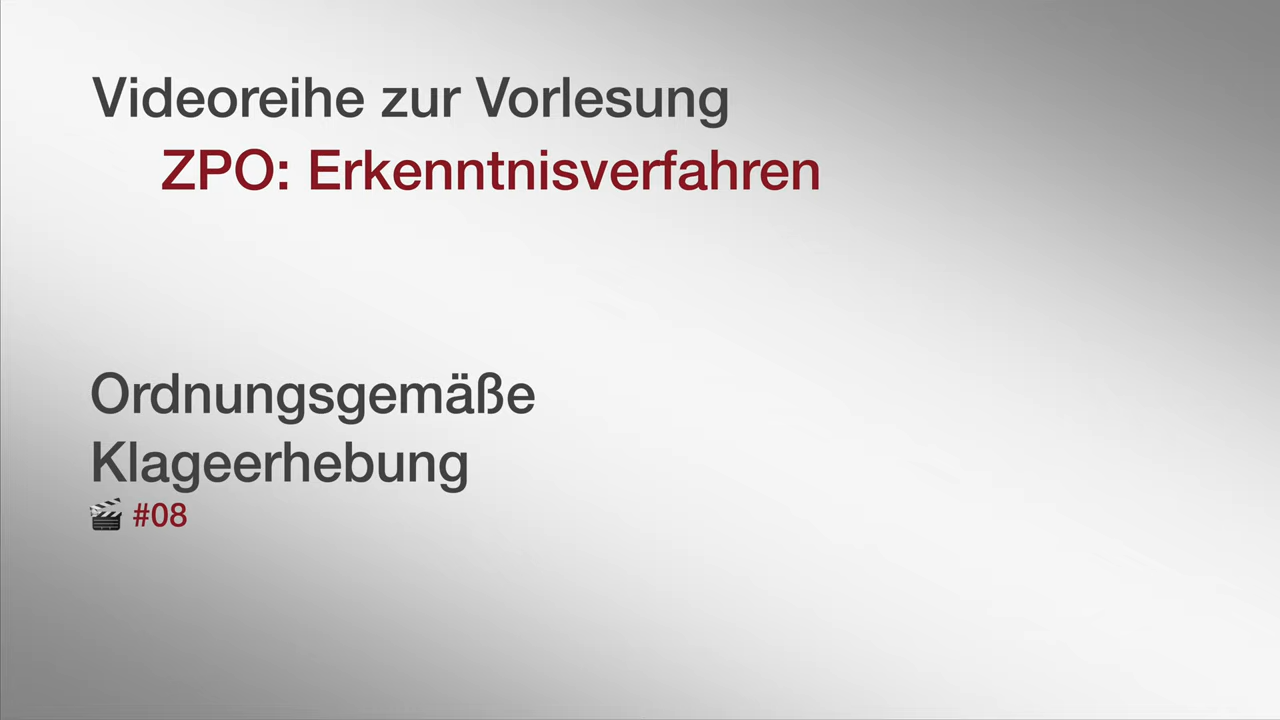 Videoreihe zur Vorlesung
ZPO: Erkenntnisverfahren
Ordnungsgemäße
Klageerhebung
🎬 #08